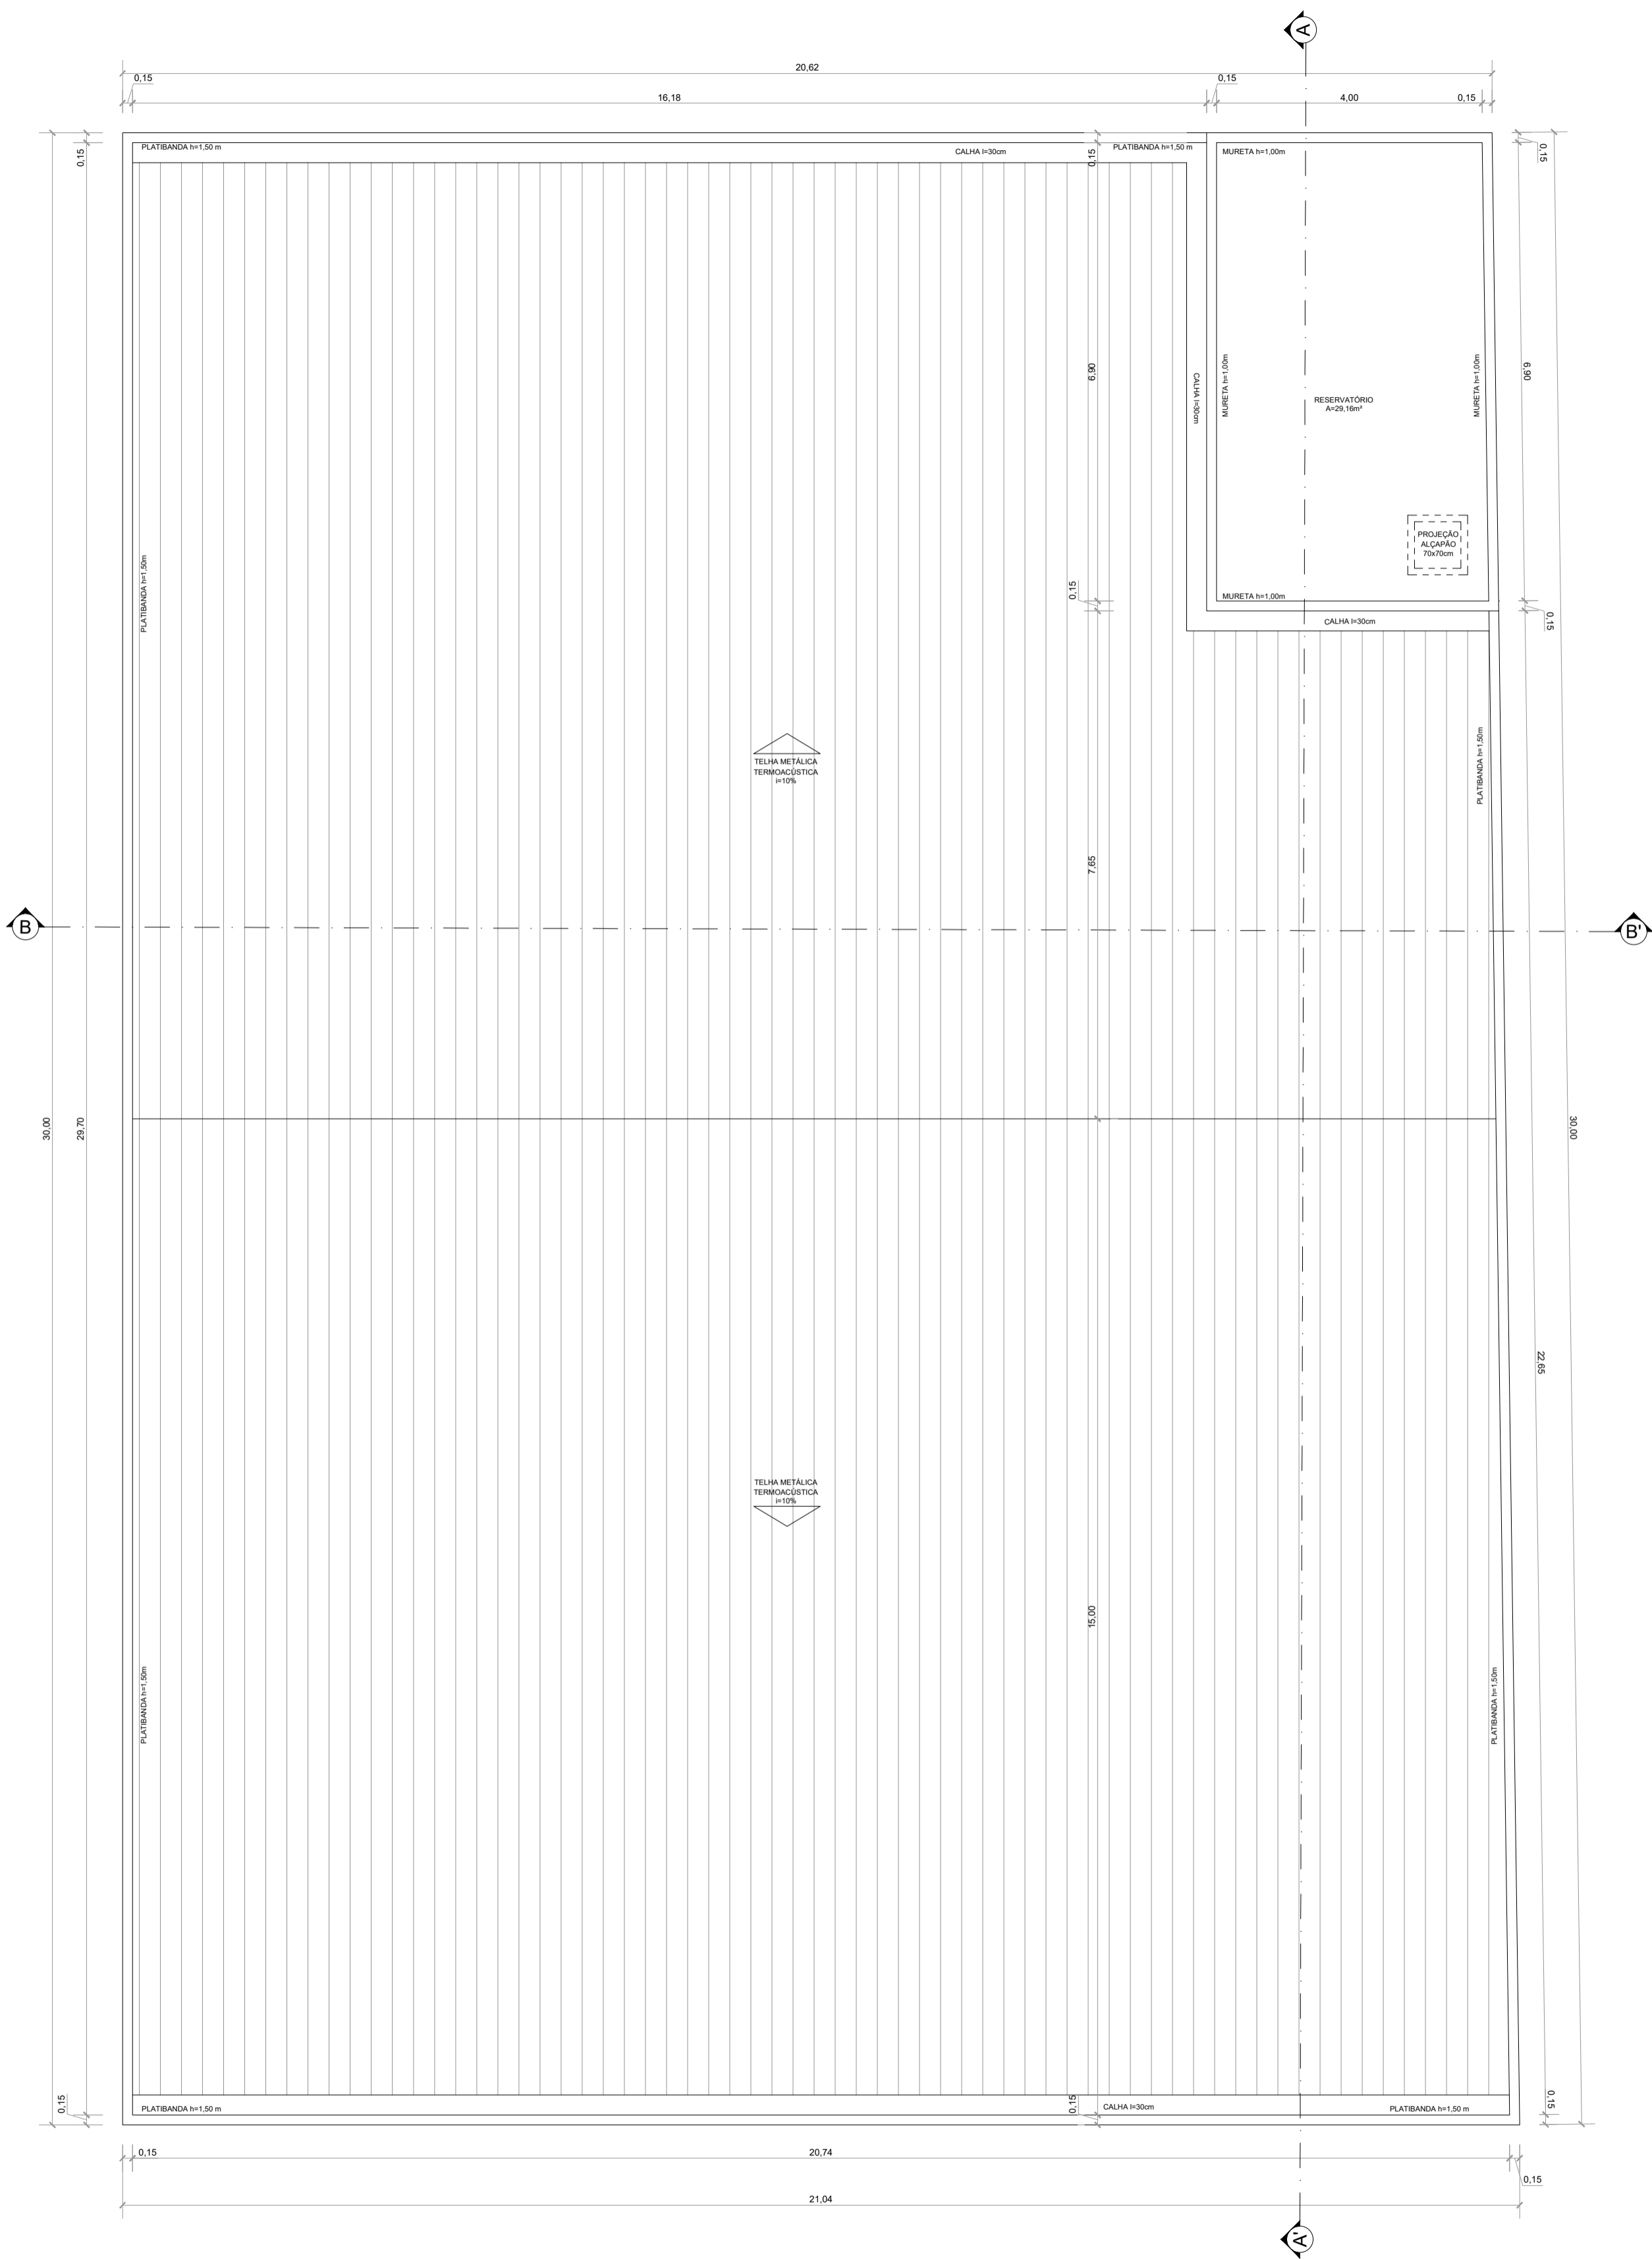 A
20,62
0,15
0,15
16,18
4,00
0,15
0,15
PLATIBANDA h=1,50 m
CALHA l=30cm
0,15
PLATIBANDA h=1,50 m
MURETA h=1,00m
0,15
6,90
CALHA l=30cm
MURETA h=1,00m
RESERVATÓRIO
A=29,16m²
MURETA h=1,00m
6,90
PROJEÇÃO
ALÇAPÃO
70x70cm
PLATIBANDA h=1,50m
0,15
MURETA h=1,00m
0,15
CALHA l=30cm
TELHA METÁLICA
TERMOACÚSTICA
i=10%
PLATIBANDA h=1,50m
7,65
B
B'
30,00
29,70
30,00
22,65
TELHA METÁLICA
TERMOACÚSTICA
i=10%
15,00
PLATIBANDA h=1,50m
PLATIBANDA h=1,50m
0,15
PLATIBANDA h=1,50 m
0,15
CALHA l=30cm
PLATIBANDA h=1,50 m
0,15
0,15
20,74
0,15
21,04
A'